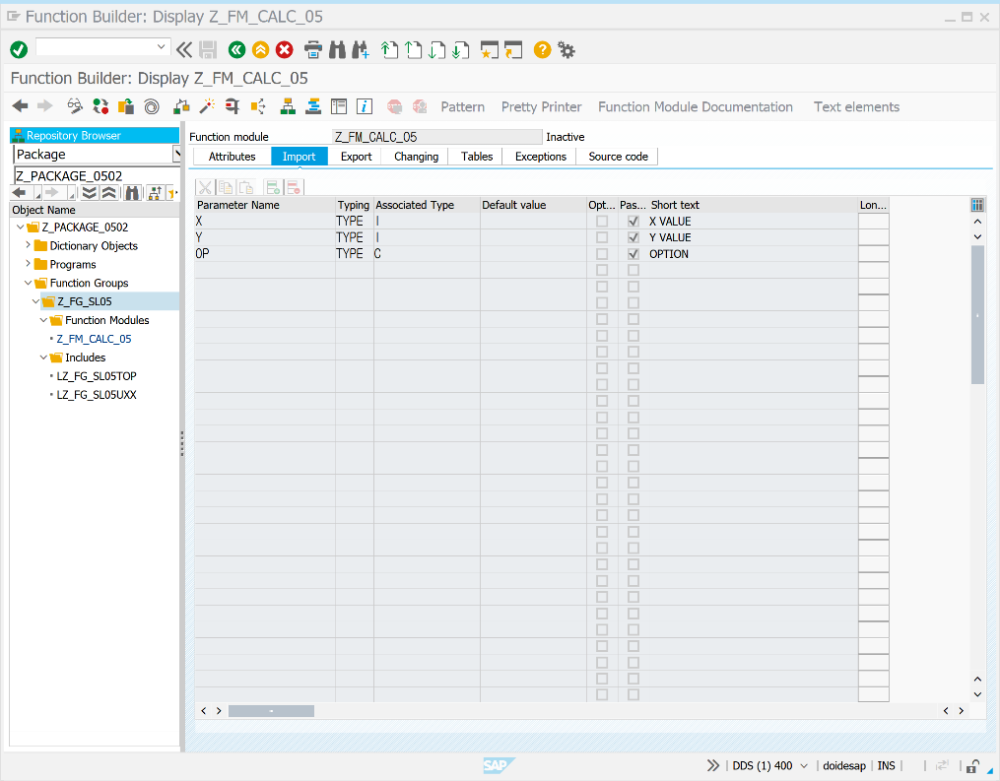 Function Builder: Display Z_FM_CALC_05
Function Builder: Display Z_FM_CALC_05
Pattern Pretty Printer Function Module Documentation Text elements
Repository Browser
Package
Z_PACKAGE_0502
Object Name
Z_PACKAGE_0502
Dictionary Objects
Programs
Function Groups
Z_FG_SL05
Function Modules
Z_FM_CALC_05
Includes
LZ_FG_SL05TOP
LZ_FG_SL05UXX
Function module Z_FM_CALC_05 Inactive
Attributes Import Export Changing Tables Exceptions Source code
Parameter Name Typing Associated Type Default value Opt... Pas... Short text Lon...
X TYPE I X VALUE
Y TYPE I Y VALUE
OP TYPE C OPTION
SAP DDS (1) 400 doidesap INS